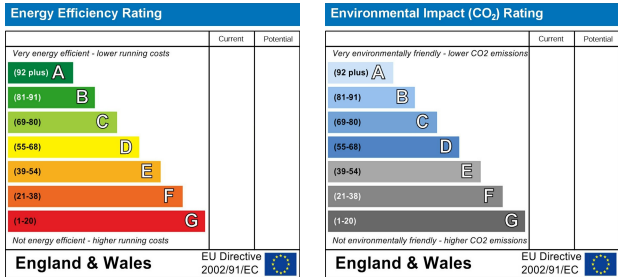 Energy Efficiency Rating
Current Potential
Very energy efficient - lower running costs
(92 plus) A
(81-91) B
(69-80) C
(55-68) D
(39-54) E
(21-38) F
(1-20) G
Not energy efficient - higher running costs
England & Wales
EU Directive
2002/91/EC
Environmental Impact (CO₂) Rating
Current Potential
Very environmentally friendly - lower CO2 emissions
(92 plus) A
(81-91) B
(69-80) C
(55-68) D
(39-54) E
(21-38) F
(1-20) G
Not environmentally friendly - higher CO2 emissions
England & Wales
EU Directive
2002/91/EC